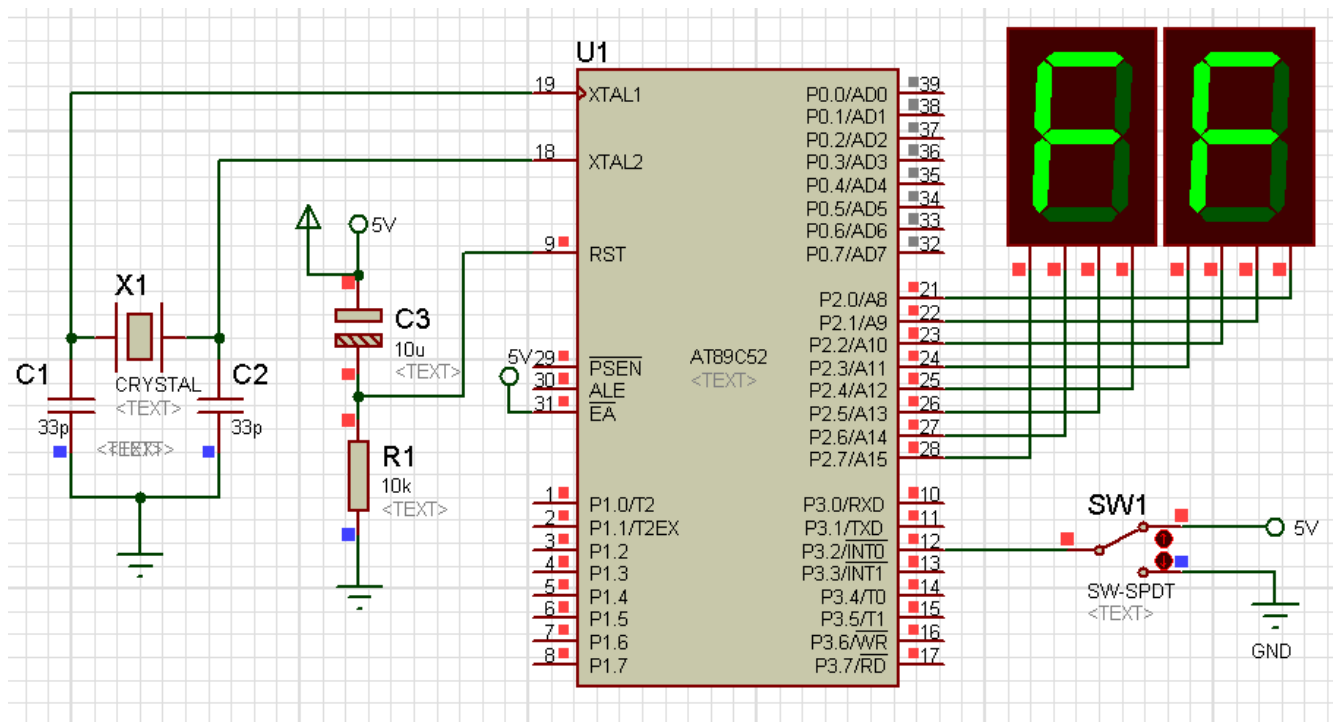 U1
19
XTAL1
18
XTAL2
9
RST
29
PSEN
30
ALE
31
EA
1
P1.0/T2
2
P1.1/T2EX
3
P1.2
4
P1.3
5
P1.4
6
P1.5
7
P1.6
8
P1.7
AT89C52
<TEXT>
P0.0/AD0
39
P0.1/AD1
38
P0.2/AD2
37
P0.3/AD3
36
P0.4/AD4
35
P0.5/AD5
34
P0.6/AD6
33
P0.7/AD7
32
P2.0/A8
21
P2.1/A9
22
P2.2/A10
23
P2.3/A11
24
P2.4/A12
25
P2.5/A13
26
P2.6/A14
27
P2.7/A15
28
P3.0/RXD
10
P3.1/TXD
11
P3.2/INT0
12
P3.3/INT1
13
P3.4/T0
14
P3.5/T1
15
P3.6/WR
16
P3.7/RD
17
FF
5V
X1
CRYSTAL
<TEXT>
C1
33p
C2
33p
C3
10u
<TEXT>
5V
R1
10k
<TEXT>
SW1
5V
SW-SPDT
<TEXT>
GND